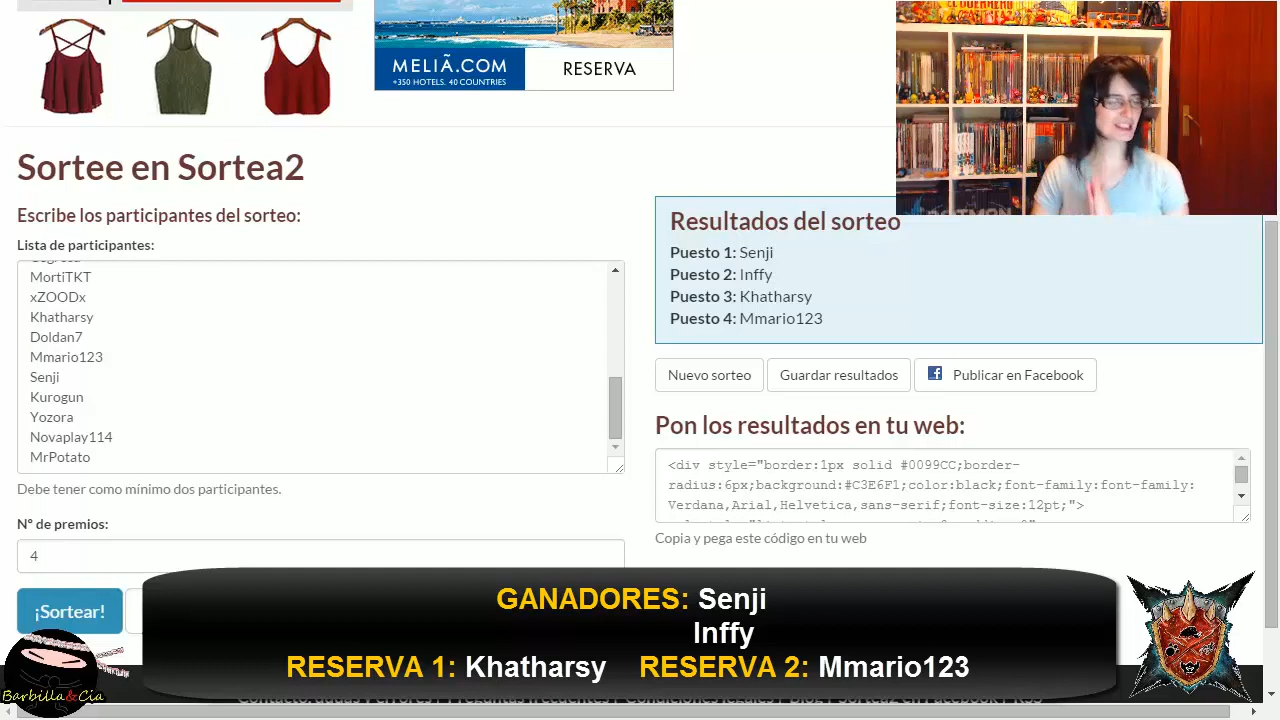 MELIÃ.COM
+350 HOTELS. 40 COUNTRIES
RESERVA
Sortee en Sortea2
Escribe los participantes del sorteo:
Lista de participantes:
MortiTKT
xZOODx
Khatharsy
Doldan7
Mmario123
Senji
Kurogun
Yozora
Novaplay114
MrPotato
Debe tener como mínimo dos participantes.
Nº de premios:
4
¡Sortear!
Resultados del sorteo
Puesto 1: Senji
Puesto 2: Inffy
Puesto 3: Khatharsy
Puesto 4: Mmario123
Nuevo sorteo
Guardar resultados
Publicar en Facebook
Pon los resultados en tu web:
<div style="border:1px solid #0099CC;border-
radius:6px;background:#C3E6F1;color:black;font-family:font-family:
Verdana,Arial,Helvetica,sans-serif;font-size:12pt;">
Copia y pega este código en tu web
GANADORES: Senji
Inffy
RESERVA 1: Khatharsy RESERVA 2: Mmario123
Barbilla&Cia